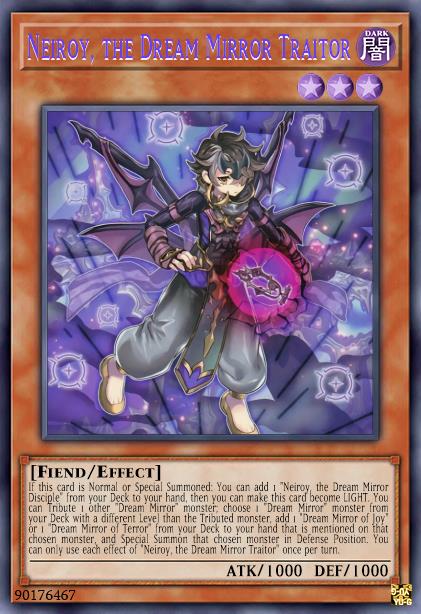 Neiroy, the Dream Mirror Traitor
DARK
闇
[Fiend/Effect]
If this card is Normal or Special Summoned: You can add 1 "Neiroy, the Dream Mirror
Disciple" from your Deck to your hand, then you can make this card become LIGHT. You
can Tribute 1 other "Dream Mirror" monster; choose 1 "Dream Mirror" monster from
your Deck with a different Level than the Tributed monster, add 1 "Dream Mirror of Joy"
or 1 "Dream Mirror of Terror" from your Deck to your hand that is mentioned on that
chosen monster, and Special Summon that chosen monster in Defense Position. You
can only use each effect of "Neiroy, the Dream Mirror Traitor" once per turn.
ATK/1000 DEF/1000
90176467